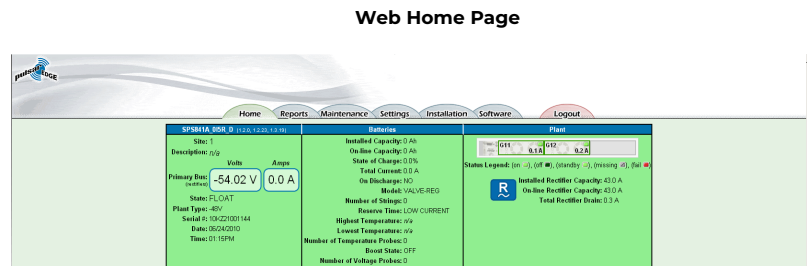 Web Home Page
pulsar EDGE
Home Reports Maintenance Settings Installation Software Logout
SPS841A_0I5R_D (1.2.0, 1.2.23, 1.0.19)
Site: 1
Description: n/a
Volts Amps
Primary Bus: (rectifiers) -54.02 V 0.0 A
State: FLOAT
Plant Type: -48V
Serial #: 10KZ21001144
Date: 06/24/2010
Time: 01:15PM
Batteries
Installed Capacity: 0 Ah
On-line Capacity: 0 Ah
State of Charge: 0.0%
Total Current: 0.0 A
On Discharge: NO
Model: VALVE-REG
Number of Strings: 0
Reserve Time: LOW CURRENT
Highest Temperature: n/a
Lowest Temperature: n/a
Number of Temperature Probes: 0
Boost State: OFF
Number of Voltage Probes: 0
Plant
G11 0.1 A G12 0.2 A
Status Legend: (on), (off), (standby), (missing), (fail)
R
Installed Rectifier Capacity: 43.0 A
On-line Rectifier Capacity: 43.0 A
Total Rectifier Drain: 0.3 A